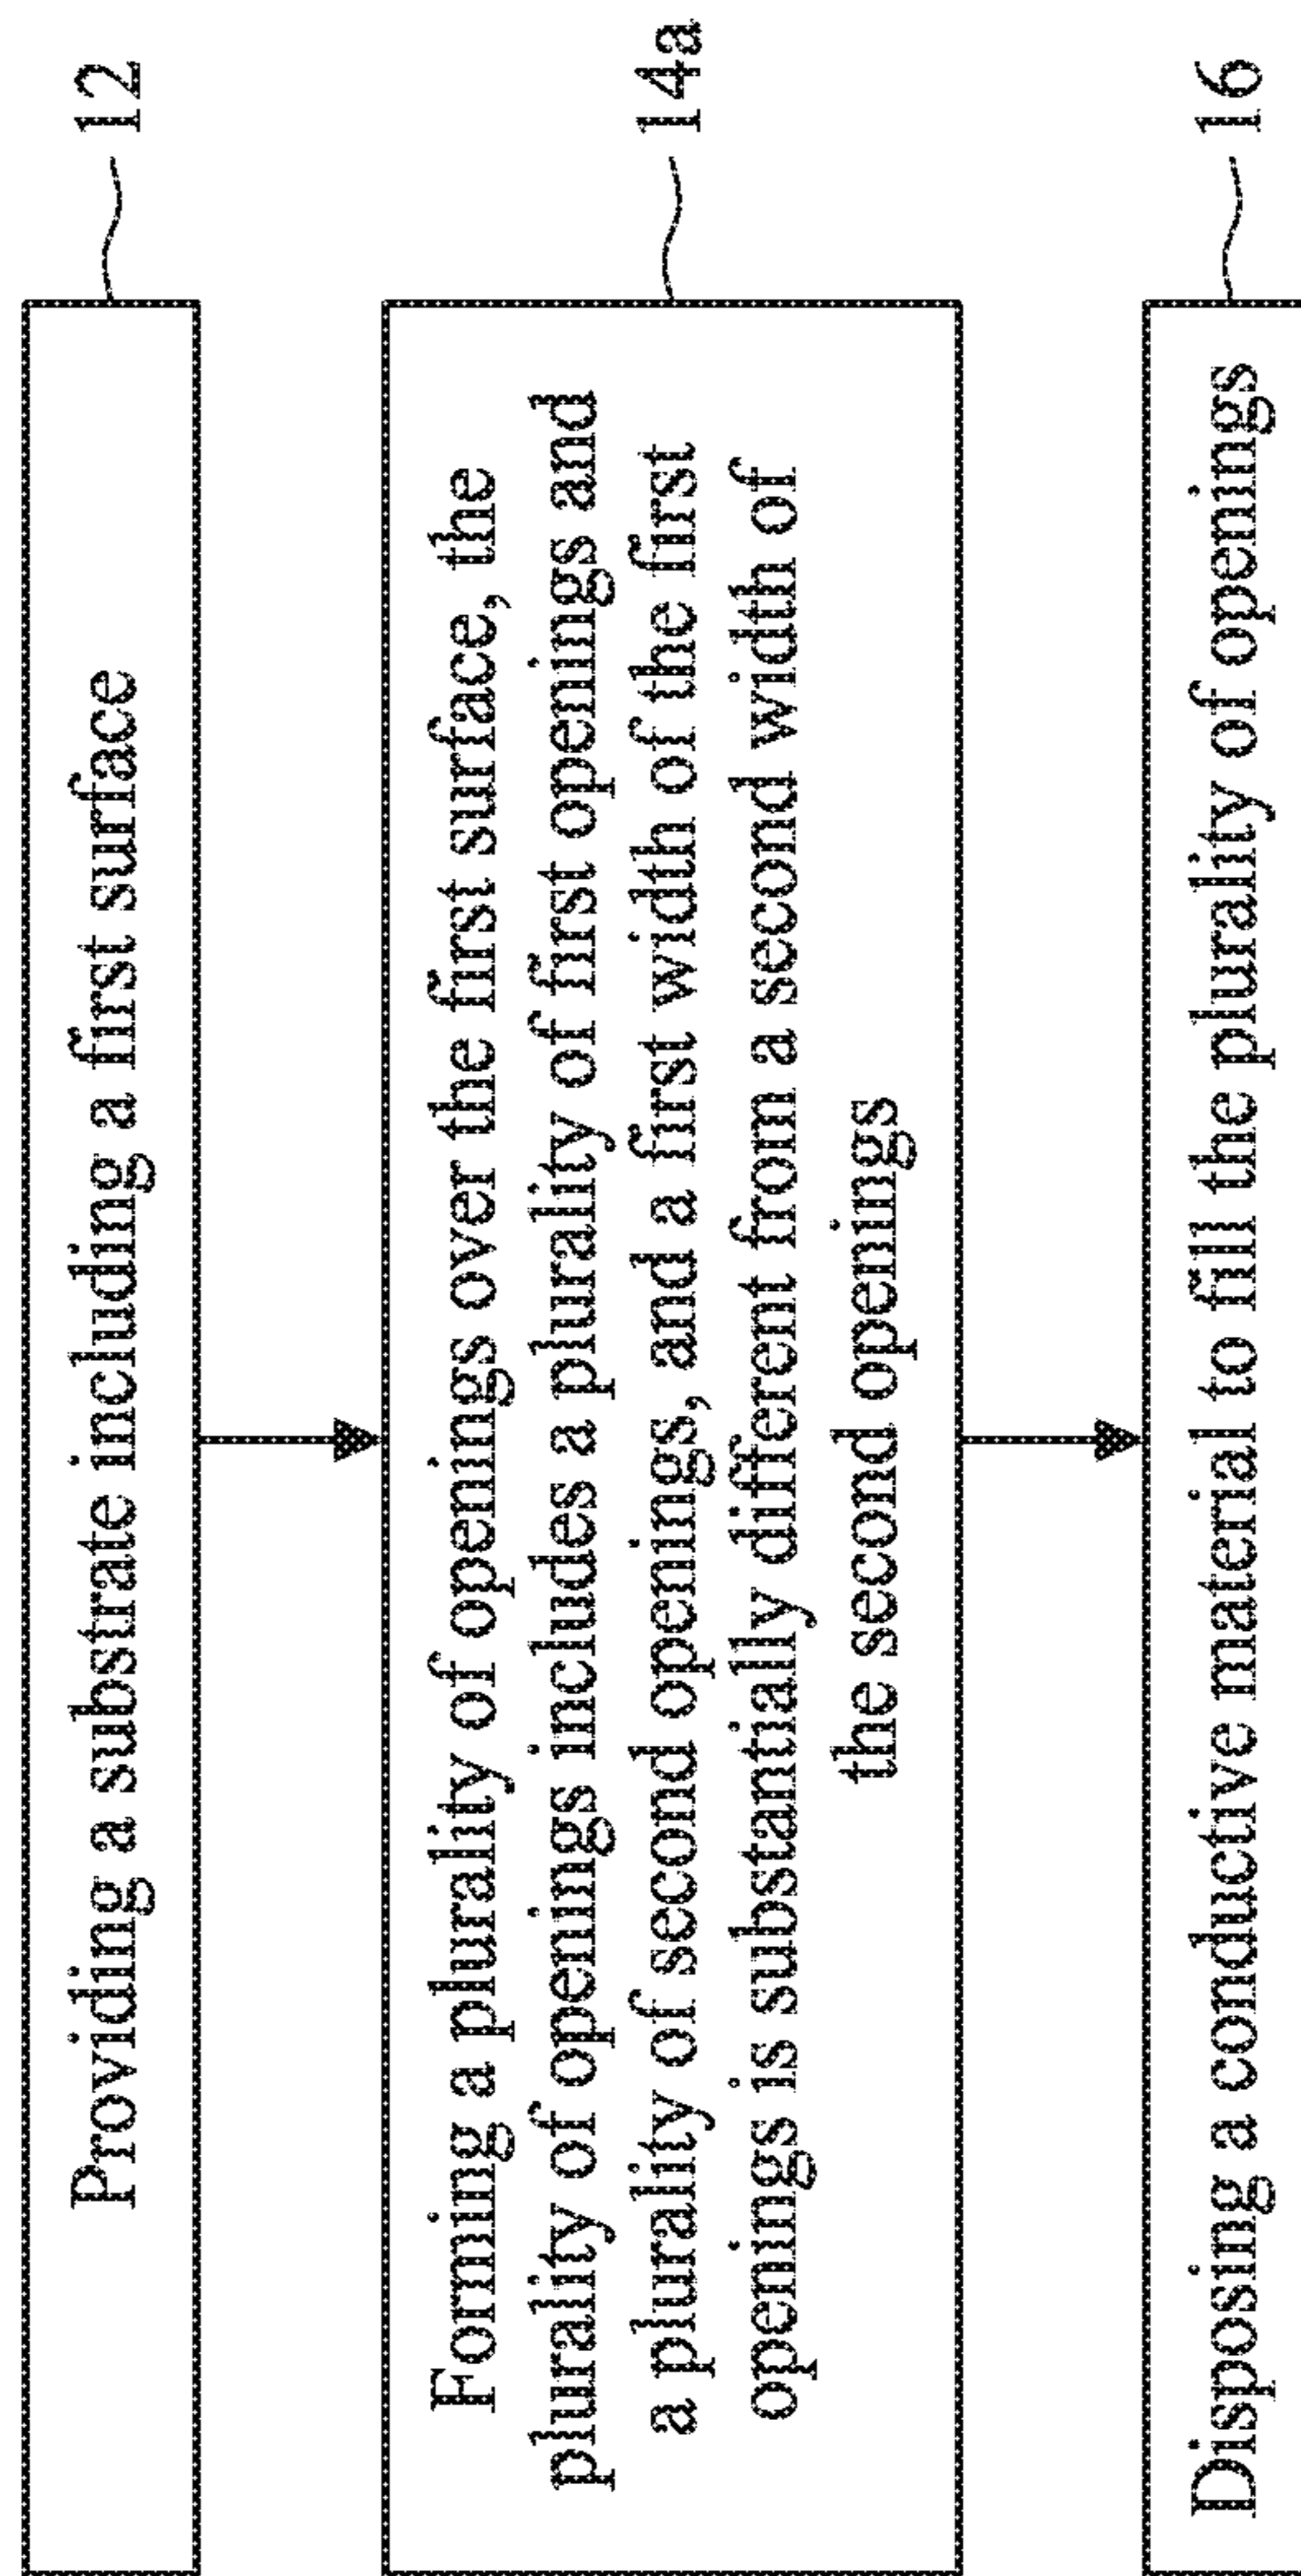 Providing a substrate including a first surface
12
Forming a plurality of openings over the first surface, the
plurality of openings includes a plurality of first openings and
a plurality of second openings, and a first width of the first
openings is substantially different from a second width of
the second openings
14a
Disposing a conductive material to fill the plurality of openings
16